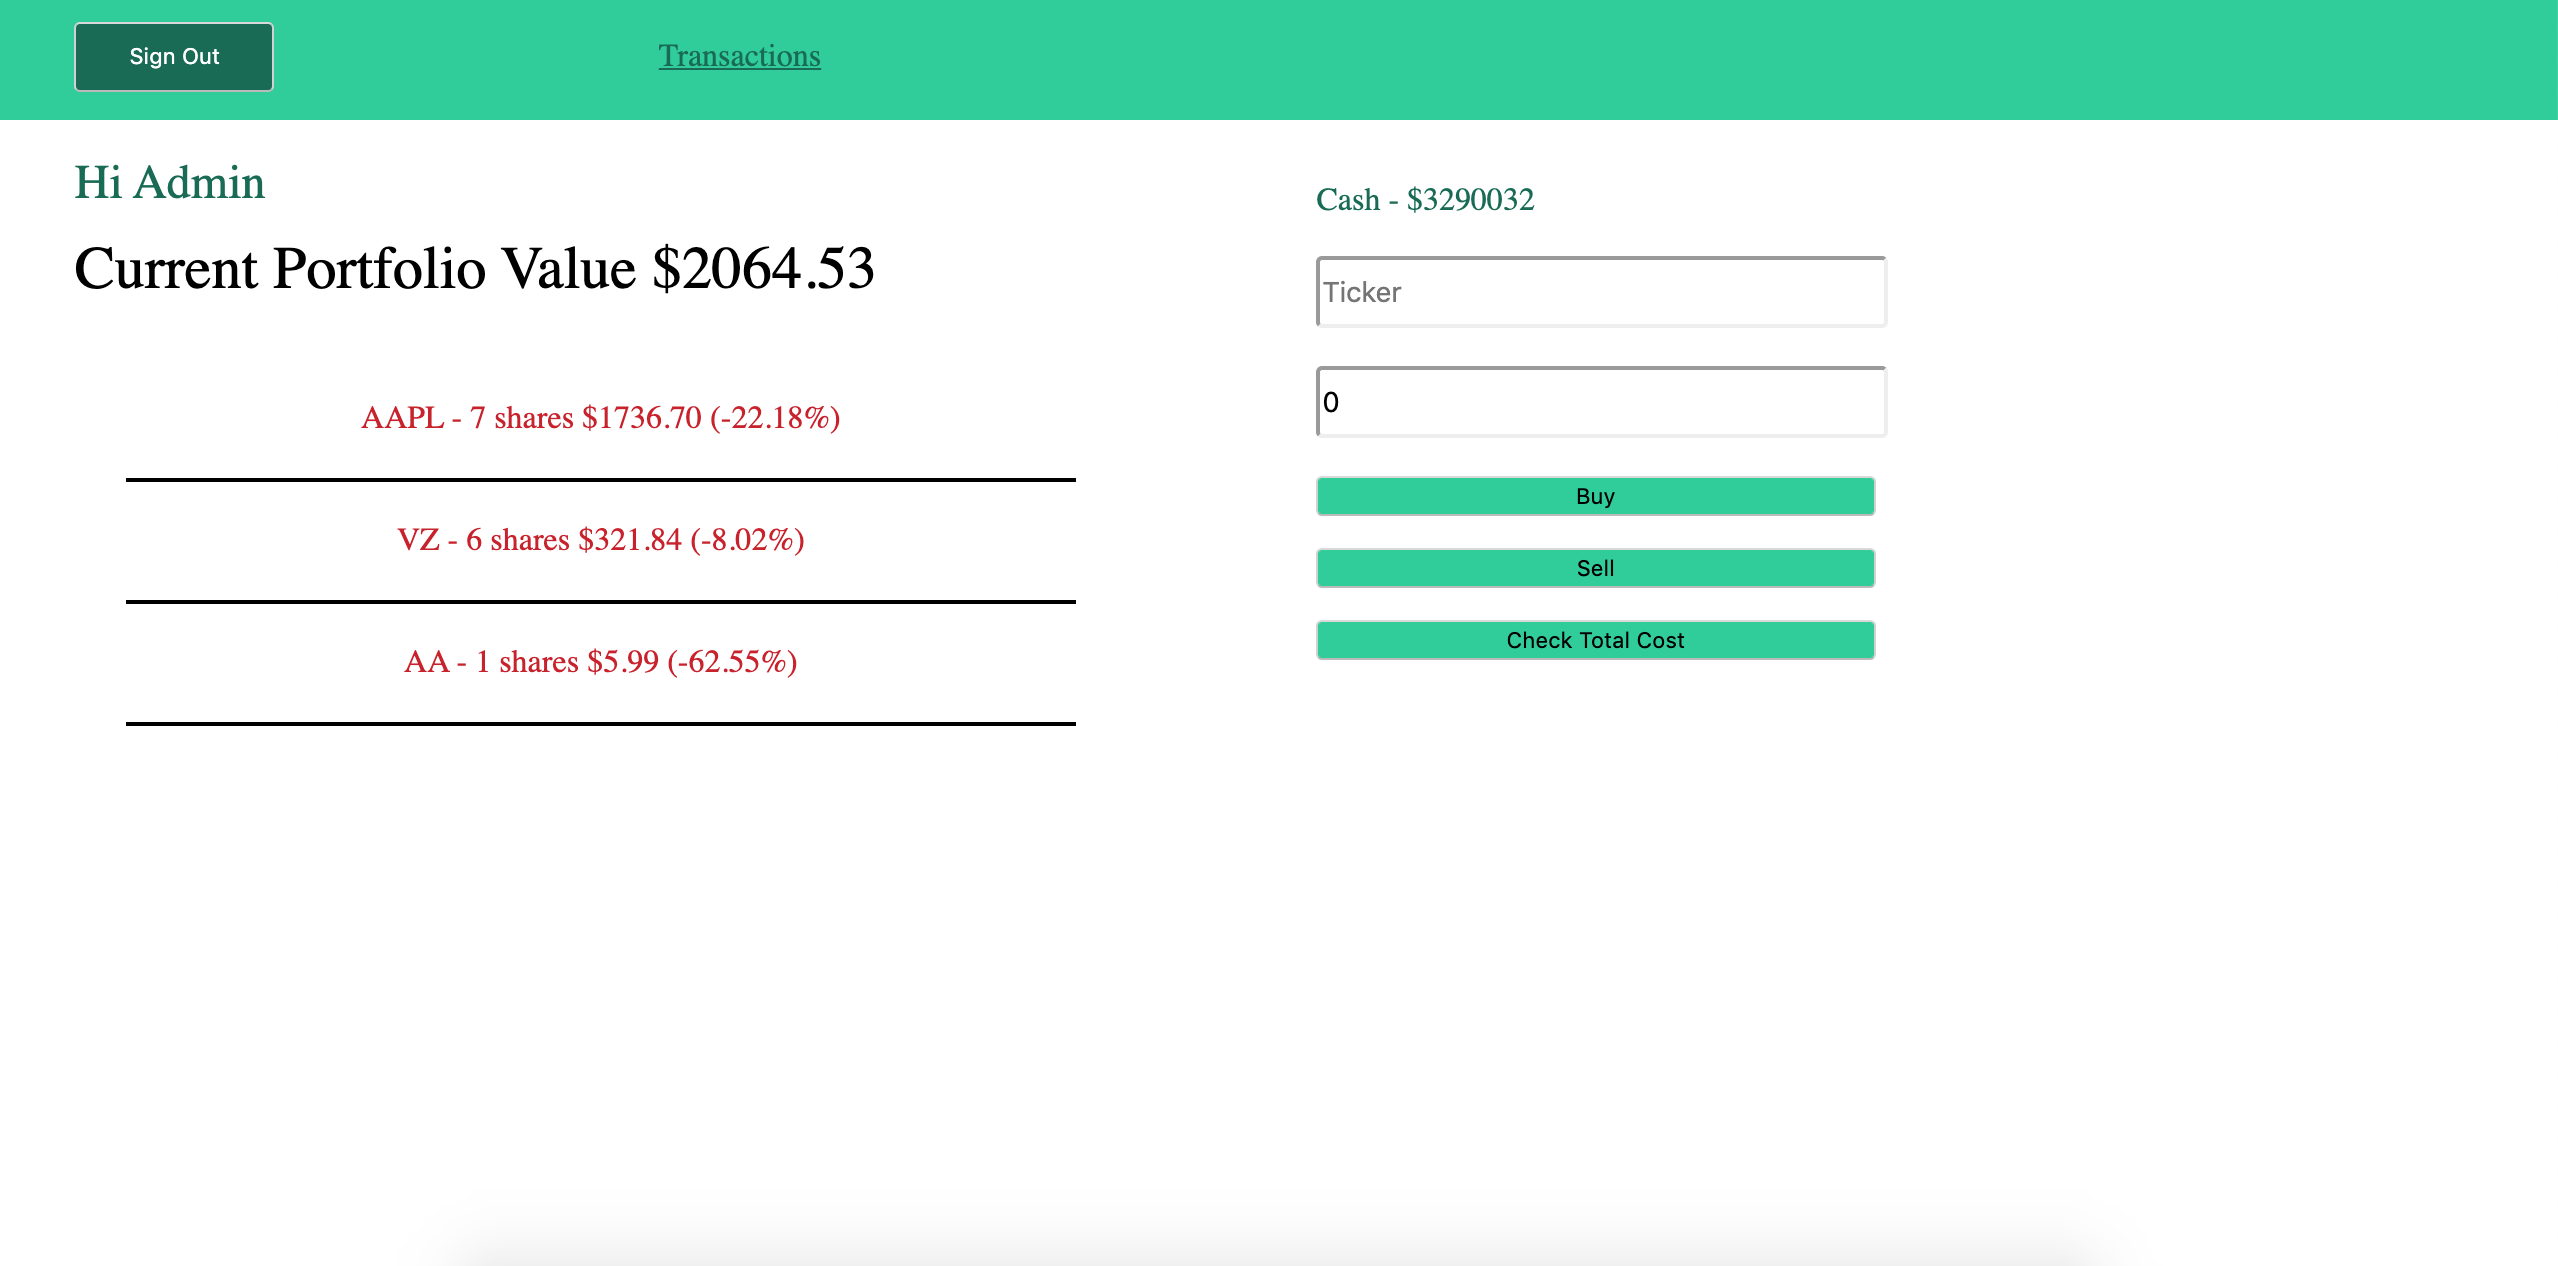 Sign Out
Transactions
Hi Admin
Current Portfolio Value $2064.53
AAPL - 7 shares $1736.70 (-22.18%)
VZ - 6 shares $321.84 (-8.02%)
AA - 1 shares $5.99 (-62.55%)
Cash - $3290032
Ticker
0
Buy
Sell
Check Total Cost